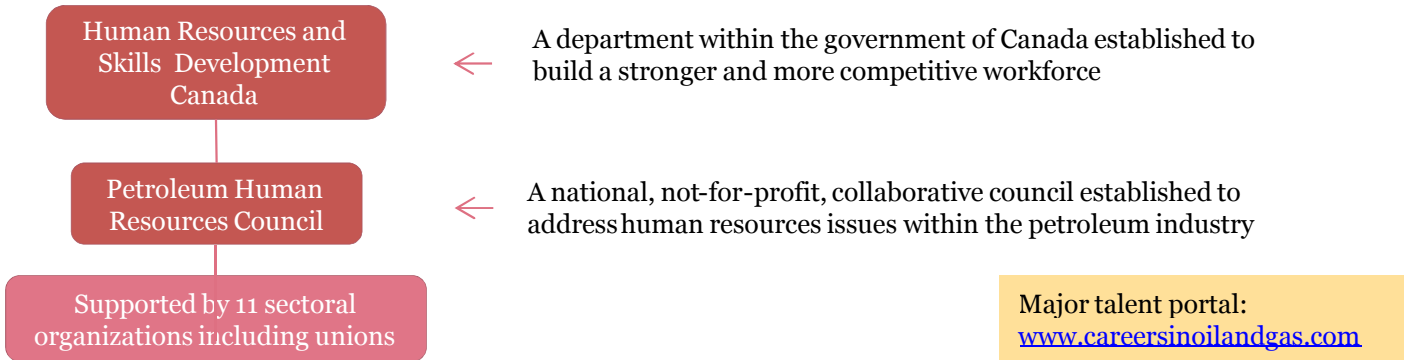 Human Resources and
Skills Development
Canada
A department within the government of Canada established to
build a stronger and more competitive workforce
Petroleum Human
Resources Council
A national, not-for-profit, collaborative council established to
address human resources issues within the petroleum industry
Supported by 11 sectoral
organizations including unions
Major talent portal:
www.careersinoilandgas.com